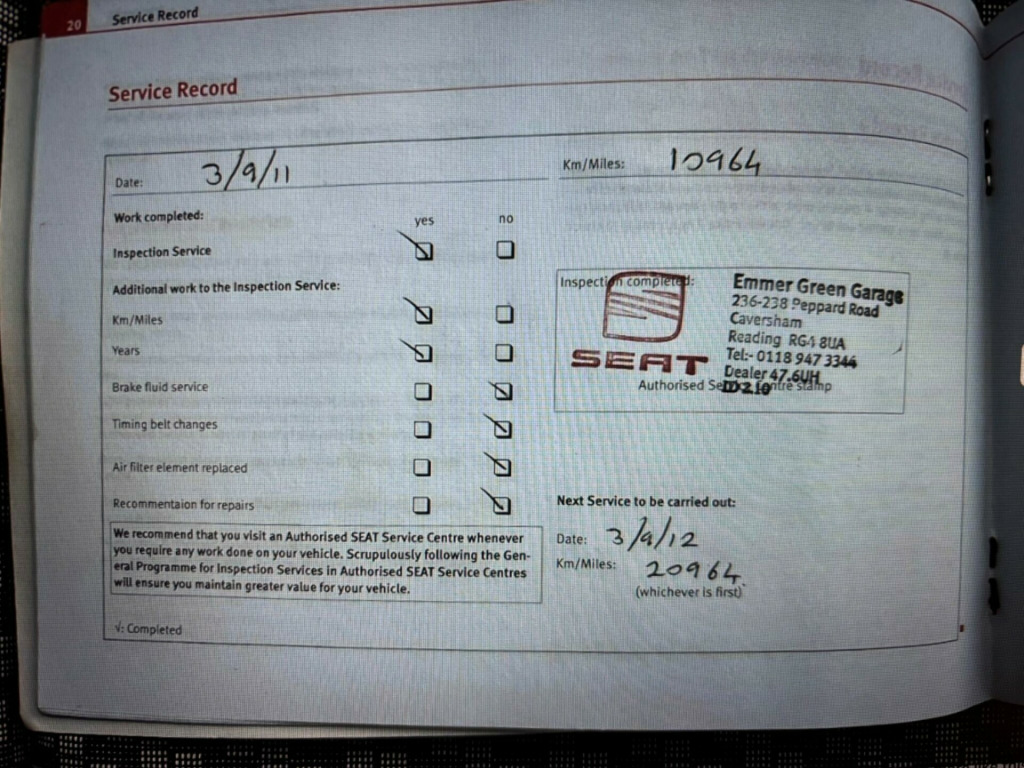 20 Service Record
Service Record
Date: 3/9/11 Km/Miles: 10964
Work completed: yes no
Inspection Service
Additional work to the Inspection Service:
Km/Miles
Years
Brake fluid service
Timing belt changes
Air filter element replaced
Recommentaion for repairs
We recommend that you visit an Authorised SEAT Service Centre whenever
you require any work done on your vehicle. Scrupulously following the Gen-
eral Programme for Inspection Services in Authorised SEAT Service Centres
will ensure you maintain greater value for your vehicle.
√: Completed
Inspection completed:
SEAT
Emmer Green Garage
236-238 Peppard Road
Caversham
Reading RG4 8UA
Tel:- 0118 947 3344
Dealer 47.6UH
Authorised Service Centre stamp
Next Service to be carried out:
Date: 3/9/12
Km/Miles: 20964
(whichever is first)